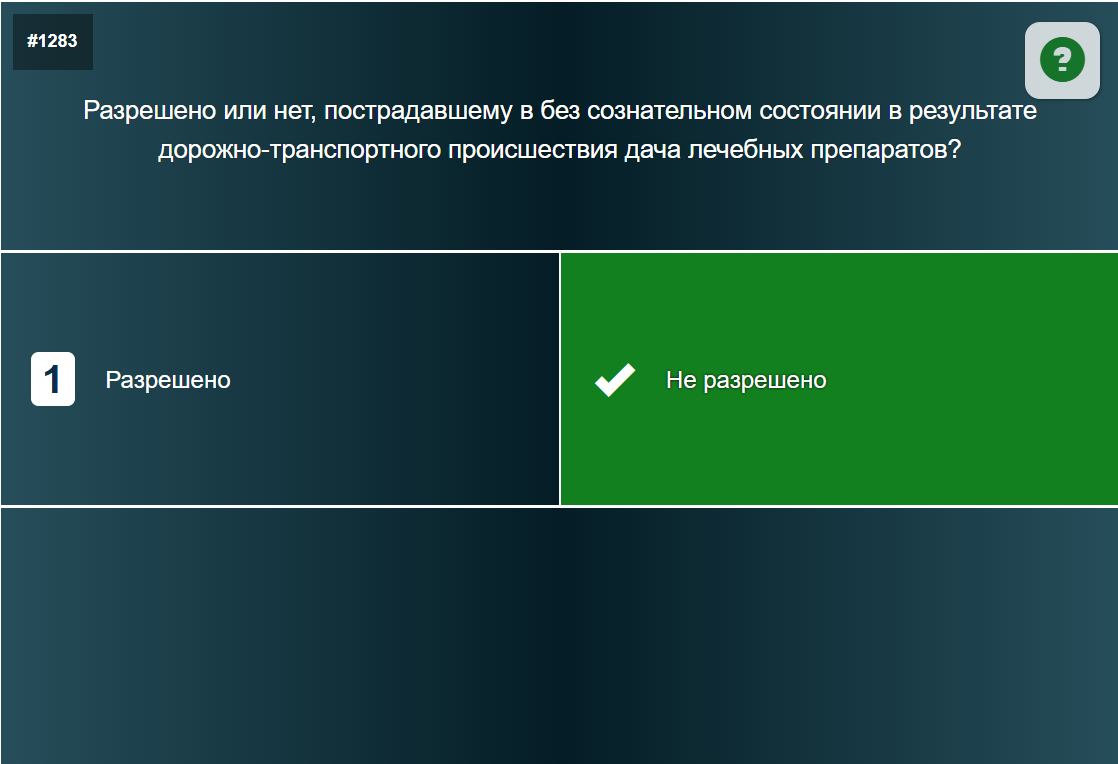 #1283
?
Разрешено или нет, пострадавшему в без сознательном состоянии в результате
дорожно-транспортного происшествия дача лечебных препаратов?
1 Разрешено
Не разрешено